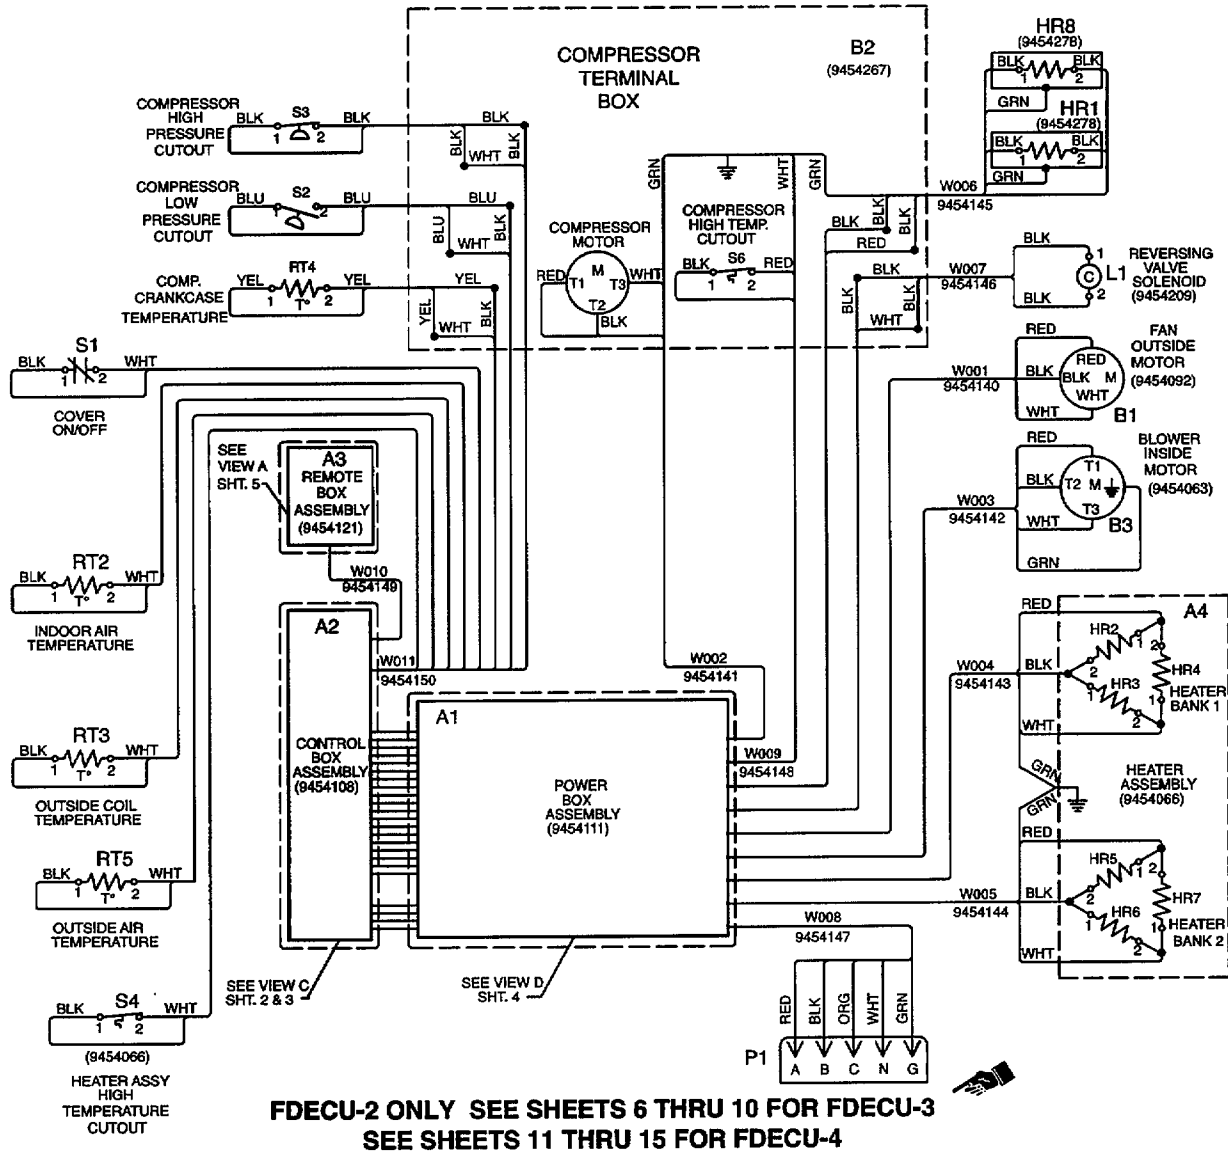 COMPRESSOR
TERMINAL
BOX
B2
(9454267)
HR8
(9454278)
BLK
BLK
1
2
GRN
HR1
(9454278)
BLK
BLK
1
2
GRN
COMPRESSOR
HIGH
PRESSURE
CUTOUT
BLK
S3
BLK
1
2
BLK
BLK
BLK
WHT
COMPRESSOR
LOW
PRESSURE
CUTOUT
BLU
S2
BLU
1
2
BLU
BLU
BLK
WHT
COMP.
CRANKCASE
TEMPERATURE
YEL
RT4
YEL
1
2
T°
YEL
YEL
BLK
WHT
GRN
WHT
GRN
COMPRESSOR
MOTOR
RED
M
T1
T3
T2
WHT
BLK
COMPRESSOR
HIGH TEMP.
CUTOUT
BLK
S6
RED
1
2
BLK
BLK
BLK
RED
W006
9454145
BLK
BLK
WHT
W007
9454146
BLK
1
C
L1
2
BLK
REVERSING
VALVE
SOLENOID
(9454209)
S1
BLK
WHT
1
2
COVER
ON/OFF
W001
9454140
RED
BLK
WHT
RED
BLK M
WHT
B1
FAN
OUTSIDE
MOTOR
(9454092)
SEE
VIEW A
SHT. 5
A3
REMOTE
BOX
ASSEMBLY
(9454121)
W003
9454142
RED
BLK
WHT
GRN
T1
T2 M
T3
B3
BLOWER
INSIDE
MOTOR
(9454063)
RT2
BLK
WHT
1
2
T°
INDOOR AIR
TEMPERATURE
W010
9454149
A2
CONTROL
BOX
ASSEMBLY
(9454108)
W011
9454150
W002
9454141
W004
9454143
RED
BLK
WHT
A4
HR2
1
2
2
HR4
1
HR3
1
2
HEATER
BANK 1
RT3
BLK
WHT
1
2
T°
OUTSIDE COIL
TEMPERATURE
A1
POWER
BOX
ASSEMBLY
(9454111)
W009
9454148
GRN
GRN
HEATER
ASSEMBLY
(9454066)
RT5
BLK
WHT
1
2
T°
OUTSIDE AIR
TEMPERATURE
W005
9454144
RED
BLK
WHT
HR5
1
2
2
HR7
1
HR6
1
2
HEATER
BANK 2
W008
9454147
SEE VIEW C
SHT. 2 & 3
SEE VIEW D
SHT. 4
S4
BLK
WHT
1
2
(9454066)
HEATER ASSY
HIGH
TEMPERATURE
CUTOUT
RED
BLK
ORG
WHT
GRN
P1
A B C N G
FDECU-2 ONLY SEE SHEETS 6 THRU 10 FOR FDECU-3
SEE SHEETS 11 THRU 15 FOR FDECU-4